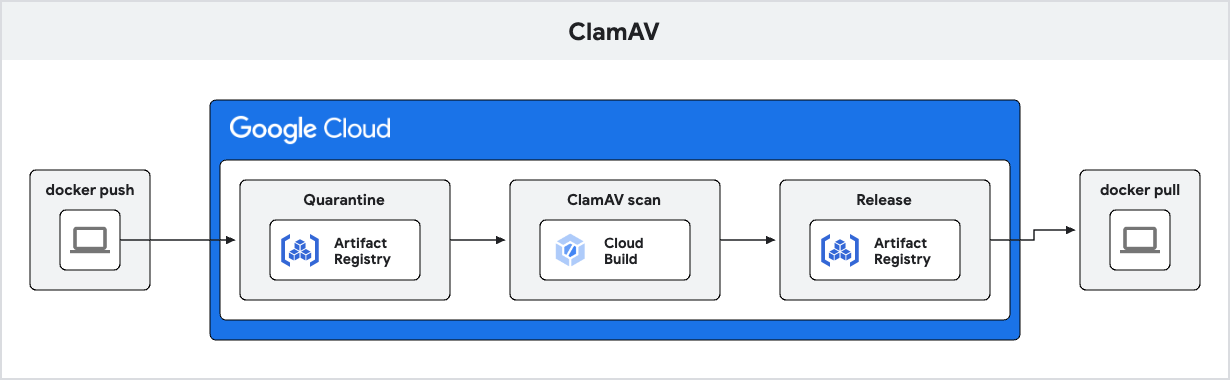 ClamAV
Google Cloud
docker push
Quarantine
Artifact
Registry
ClamAV scan
Cloud
Build
Release
Artifact
Registry
docker pull